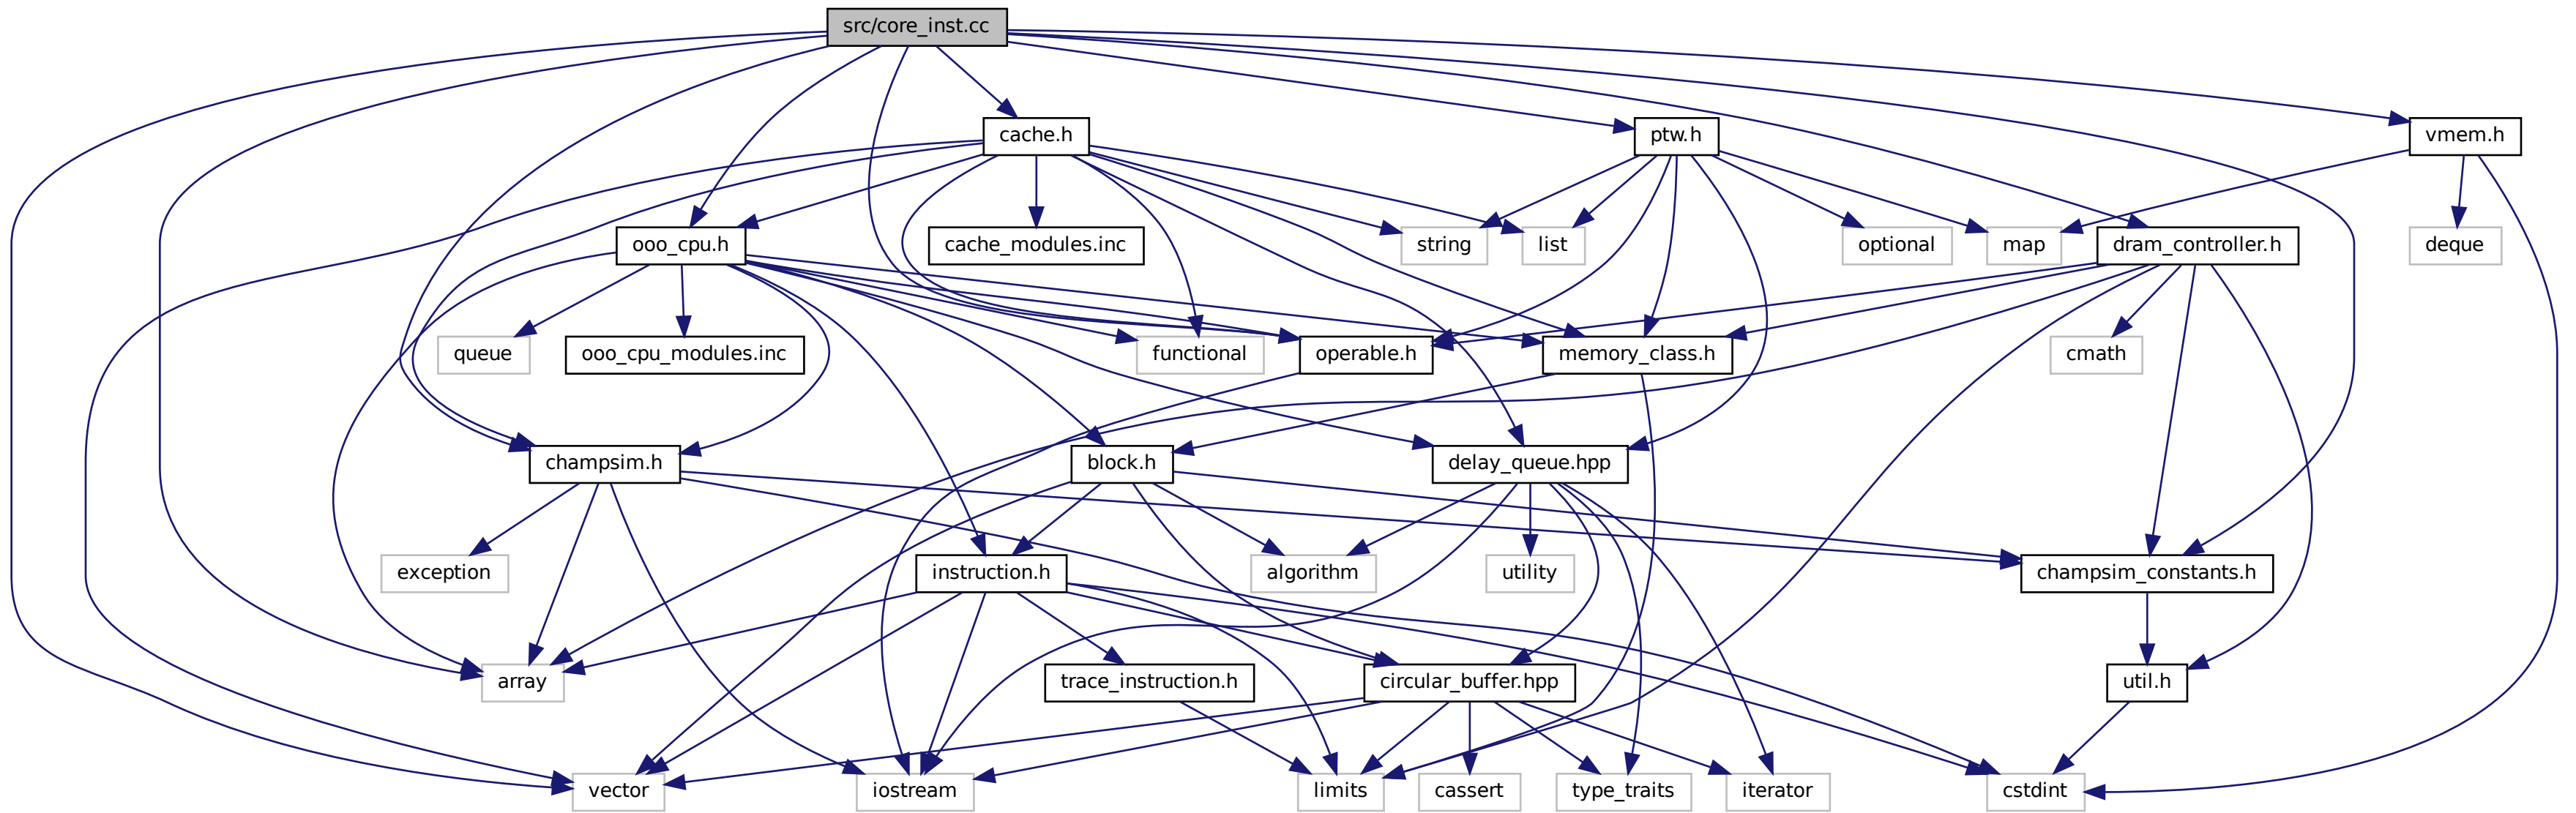 src/core_inst.cc
cache.h
ptw.h
vmem.h
ooo_cpu.h
cache_modules.inc
string
list
optional
map
dram_controller.h
deque
queue
ooo_cpu_modules.inc
functional
operable.h
memory_class.h
cmath
champsim.h
block.h
delay_queue.hpp
exception
instruction.h
algorithm
utility
champsim_constants.h
array
trace_instruction.h
circular_buffer.hpp
util.h
vector
iostream
limits
cassert
type_traits
iterator
cstdint